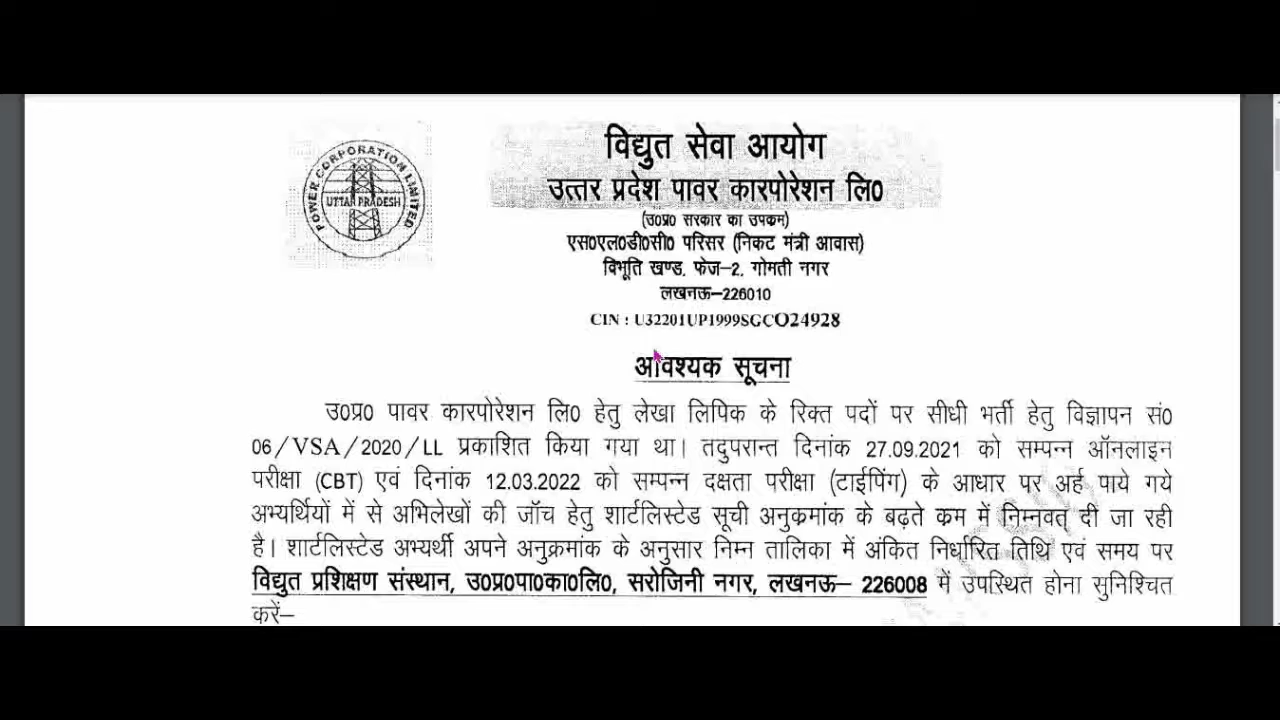 POWER CORPORATION LIMITED
UTTAR PRADESH
विद्युत सेवा आयोग
उत्तर प्रदेश पावर कारपोरेशन लि0
(उ0प्र0 सरकार का उपकम)
एस0एल0डी0सी0 परिसर (निकट मंत्री आवास)
विभूति खण्ड, फेज–2, गोमती नगर
लखनऊ–226010
CIN : U32201UP1999SGCO24928
आवश्यक सूचना
उ0प्र0 पावर कारपोरेशन लि0 हेतु लेखा लिपिक के रिक्त पदों पर सीधी भर्ती हेतु विज्ञापन सं0
06/VSA/2020/LL प्रकाशित किया गया था। तदुपरान्त दिनांक 27.09.2021 को सम्पन्न ऑनलाइन
परीक्षा (CBT) एवं दिनांक 12.03.2022 को सम्पन्न दक्षता परीक्षा (टाईपिंग) के आधार पर अर्ह पाये गये
अभ्यर्थियों में से अभिलेखों की जॉच हेतु शार्टलिस्टेड सूची अनुक्रमांक के बढ़ते कम में निम्नवत् दी जा रही
है। शार्टलिस्टेड अभ्यर्थी अपने अनुक्रमांक के अनुसार निम्न तालिका में अंकित निर्धारित तिथि एवं समय पर
विद्युत प्रशिक्षण संस्थान, उ0प्र0पा0का0लि0, सरोजिनी नगर, लखनऊ– 226008 में उपस्थित होना सुनिश्चित
करें–